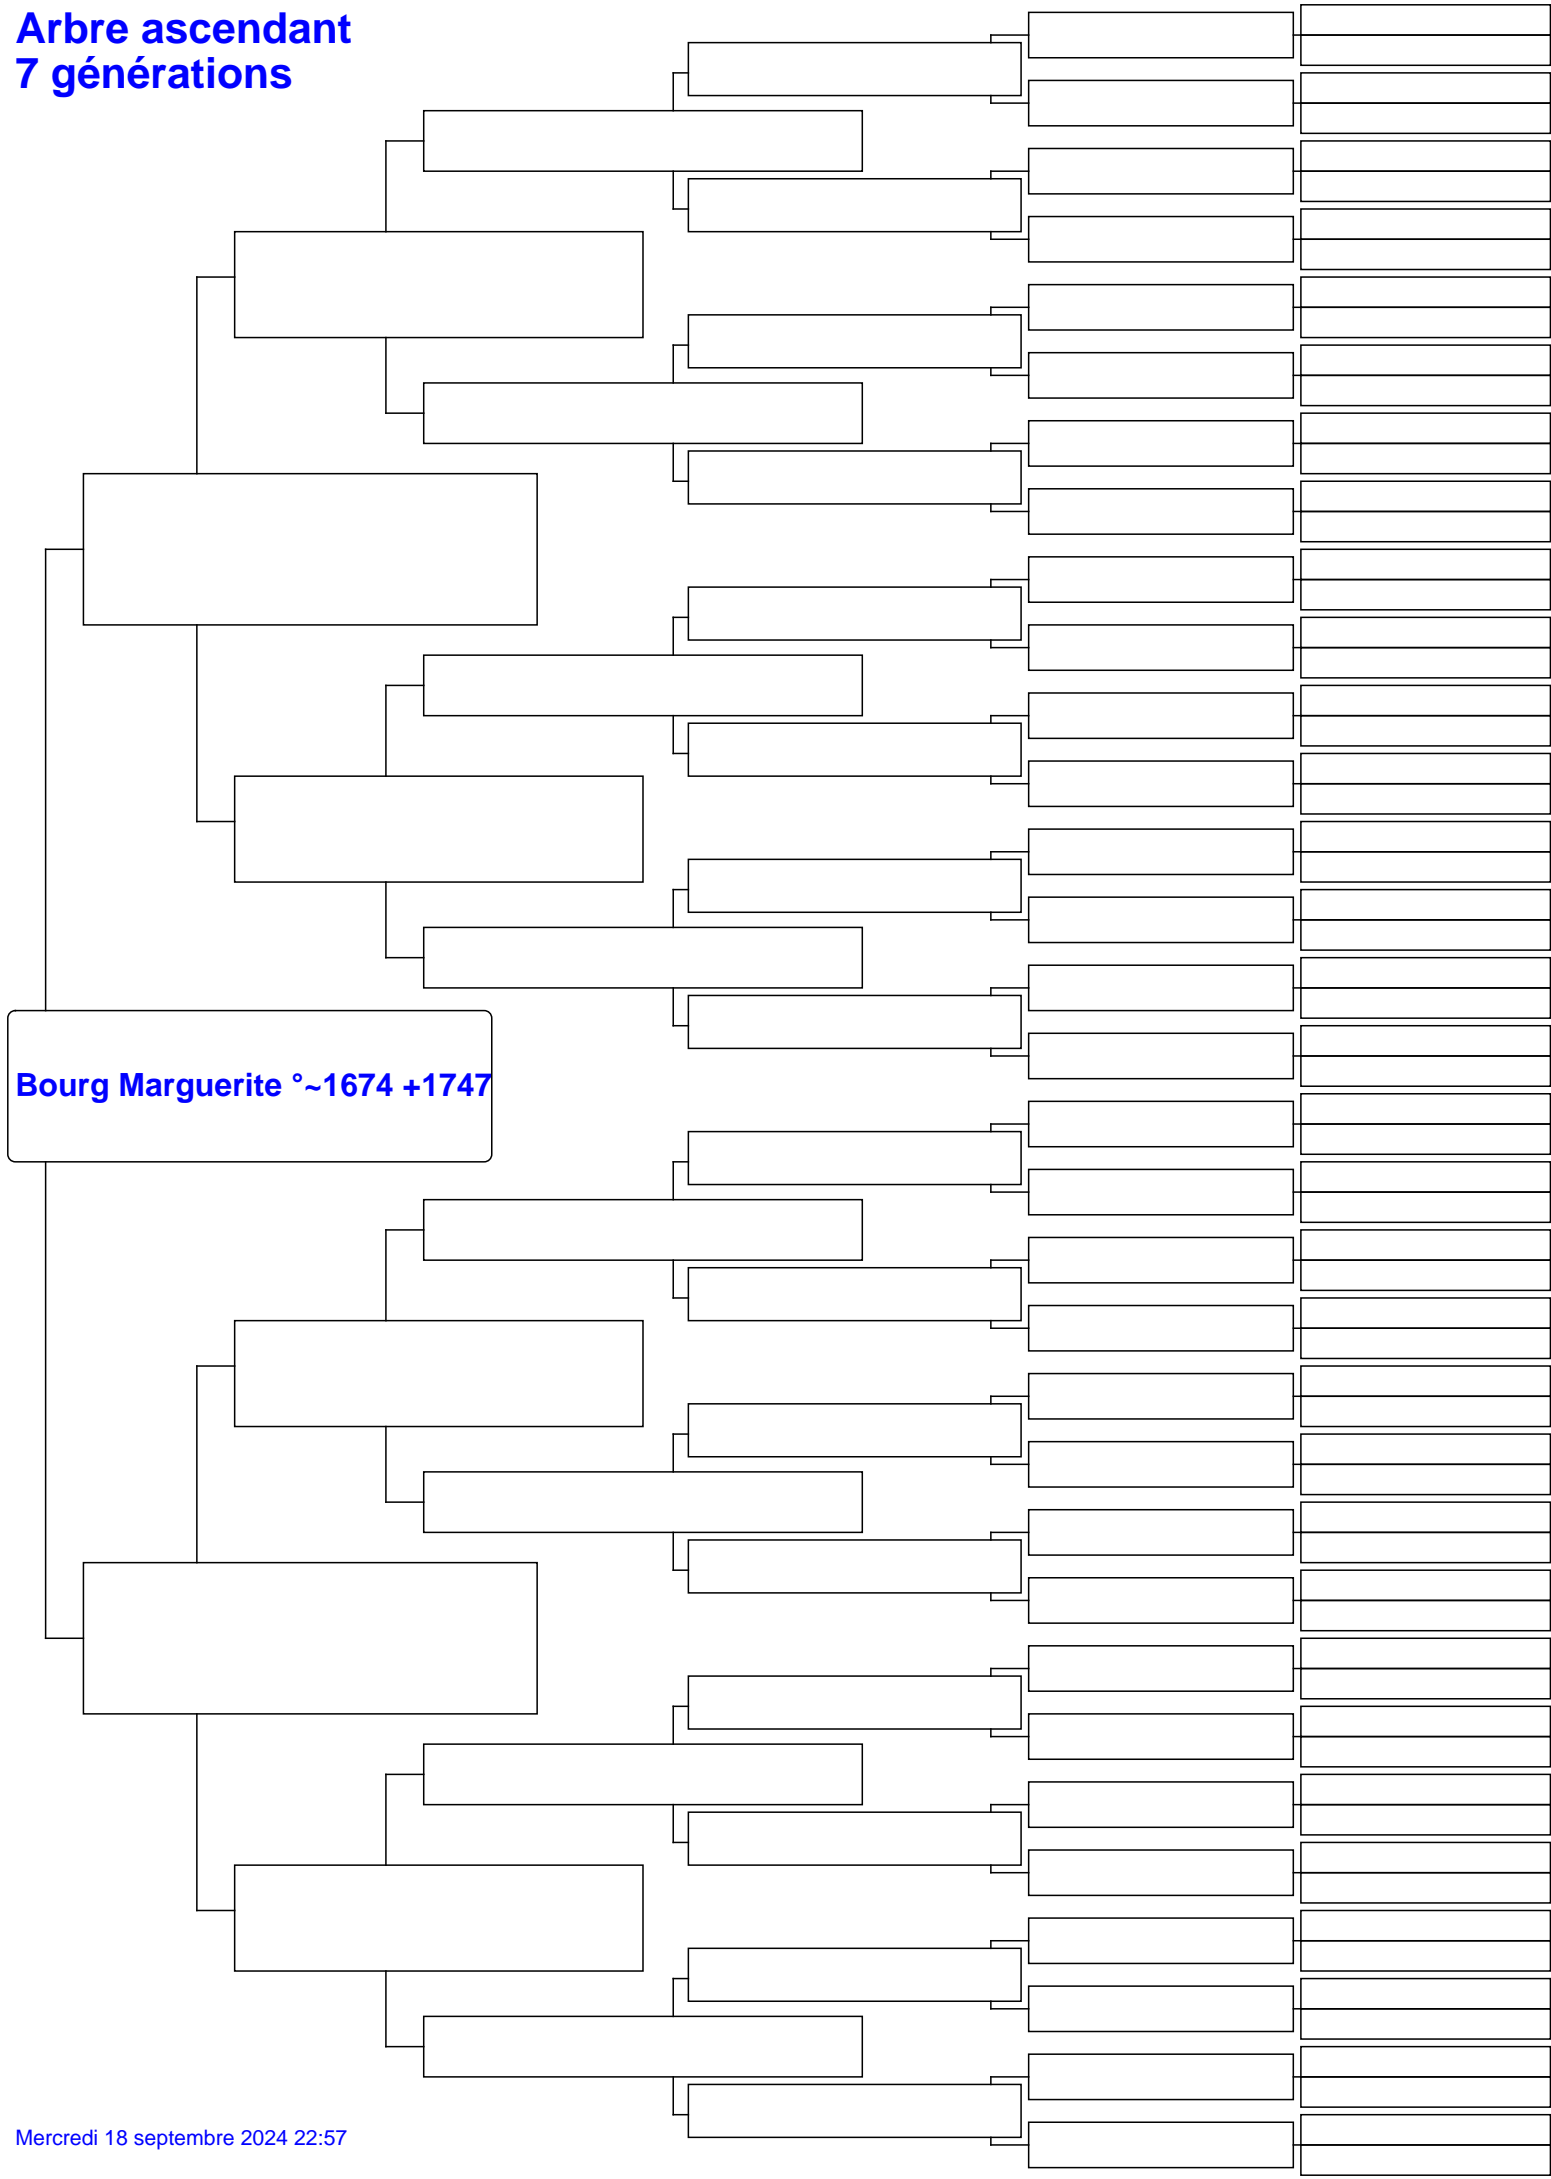 Arbre ascendant
7 générations
Bourg Marguerite °~1674 +1747
Mercredi 18 septembre 2024 22:57